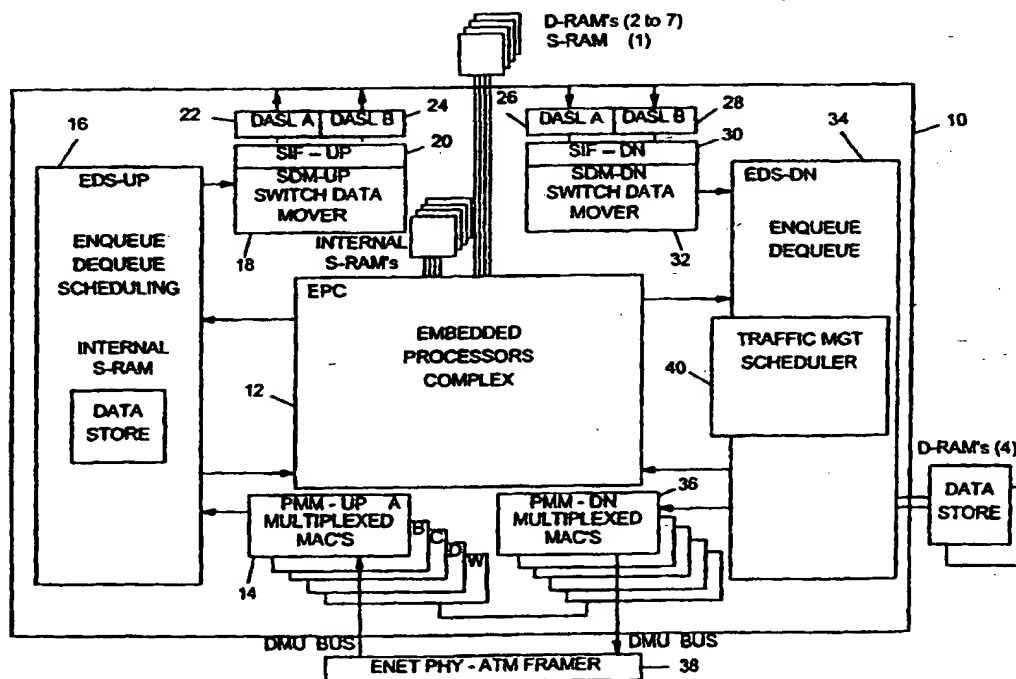 D-RAM's (2 to 7)
S-RAM (1)
22
DASL A
DASL B
24
26
DASL A
DASL B
28
34
10
16
20
30
SIF - UP
SIF - DN
EDS-UP
SDM-UP
SWITCH DATA
MOVER
SDM-DN
SWITCH DATA
MOVER
EDS-DN
ENQUEUE
DEQUEUE
SCHEDULING
18
INTERNAL
S-RAM's
32
ENQUEUE
DEQUEUE
EPC
EMBEDDED
PROCESSORS
COMPLEX
INTERNAL
S-RAM
TRAFFIC MGT
SCHEDULER
40
12
DATA
STORE
D-RAM's (4)
DATA
STORE
PMM - UP A
MULTIPLEXED
MAC'S
B
C
D
W
14
PMM - DN
MULTIPLEXED
MAC'S
36
DMU BUS
DMU BUS
ENET PHY - ATM FRAMER
38